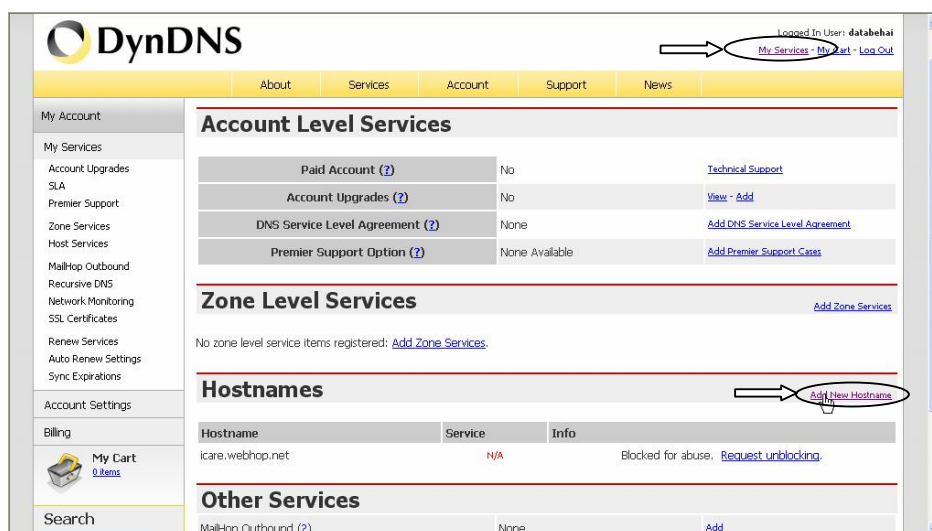 DynDNS
Logged In User: databehai
My Services - My Cart - Log Out
About Services Account Support News
My Account
My Services
Account Upgrades
SLA
Premier Support
Zone Services
Host Services
MailHop Outbound
Recursive DNS
Network Monitoring
SSL Certificates
Renew Services
Auto Renew Settings
Sync Expirations
Account Settings
Billing
My Cart
0 items
Search
Account Level Services
Paid Account (?) No Technical Support
Account Upgrades (?) No View - Add
DNS Service Level Agreement (?) None Add DNS Service Level Agreement
Premier Support Option (?) None Available Add Premier Support Cases
Zone Level Services Add Zone Services
No zone level service items registered: Add Zone Services.
Hostnames Add New Hostname
Hostname Service Info
icare.webhop.net N/A Blocked for abuse. Request unblocking.
Other Services
MailHop Outbound (?) None Add